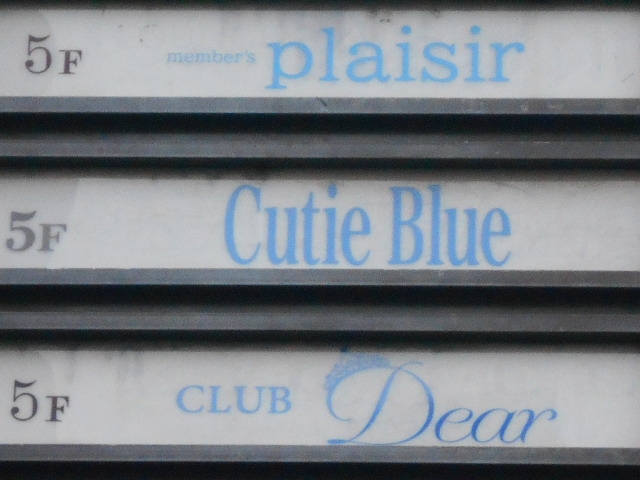 5F member's plaisir
5F Cutie Blue
5F CLUB Dear